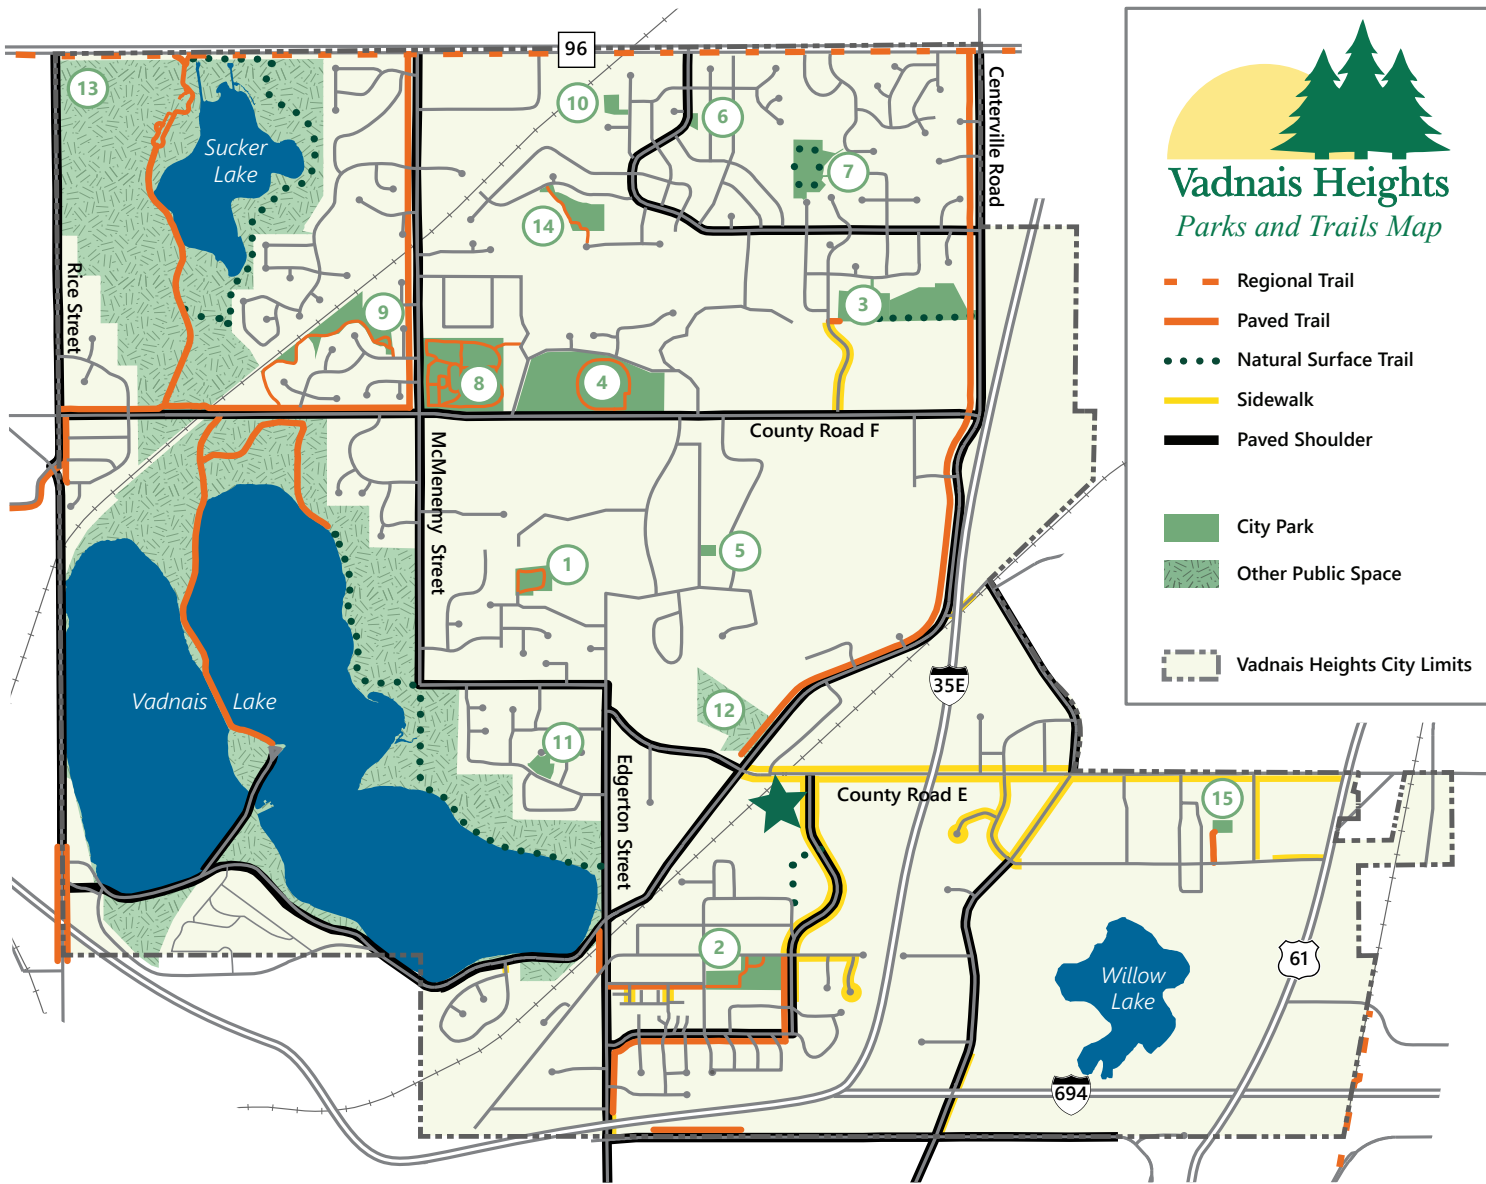 96
13
10
6
7
Sucker
Lake
14
Rice Street
9
3
8
4
Centerville Road
County Road F
McMenemy Street
1
5
12
Vadnais Lake
11
35E
Edgerton Street
County Road E
15
2
Willow
Lake
61
694
Vadnais Heights
Parks and Trails Map
Regional Trail
Paved Trail
Natural Surface Trail
Sidewalk
Paved Shoulder
City Park
Other Public Space
Vadnais Heights City Limits